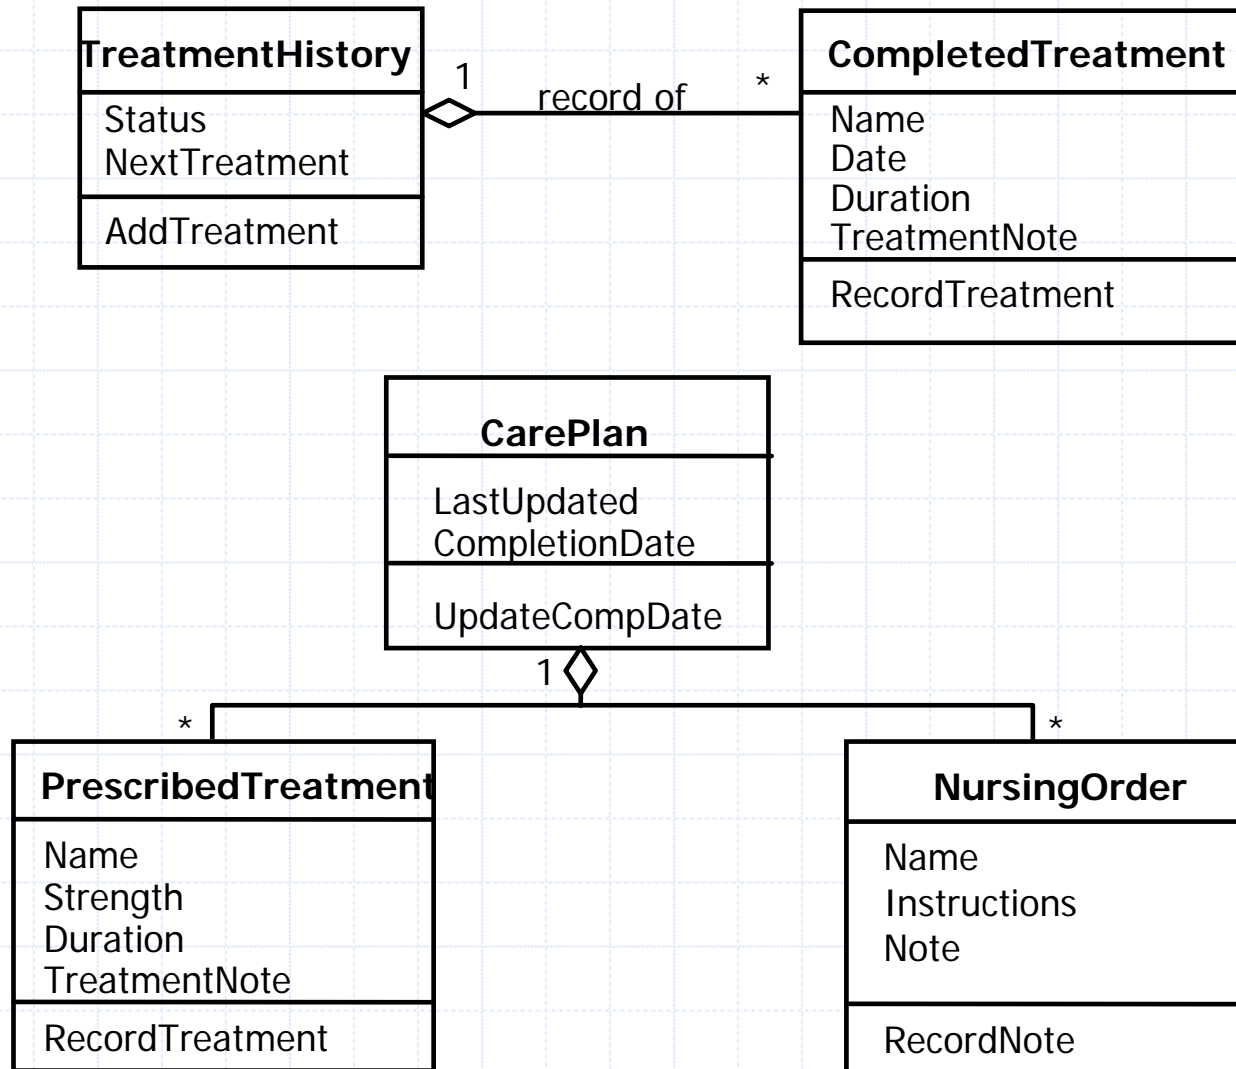 TreatmentHistory
Status
NextTreatment
AddTreatment
1
record of
*
CompletedTreatment
Name
Date
Duration
TreatmentNote
RecordTreatment
CarePlan
LastUpdated
CompletionDate
UpdateCompDate
1
*
*
PrescribedTreatment
Name
Strength
Duration
TreatmentNote
RecordTreatment
NursingOrder
Name
Instructions
Note
RecordNote